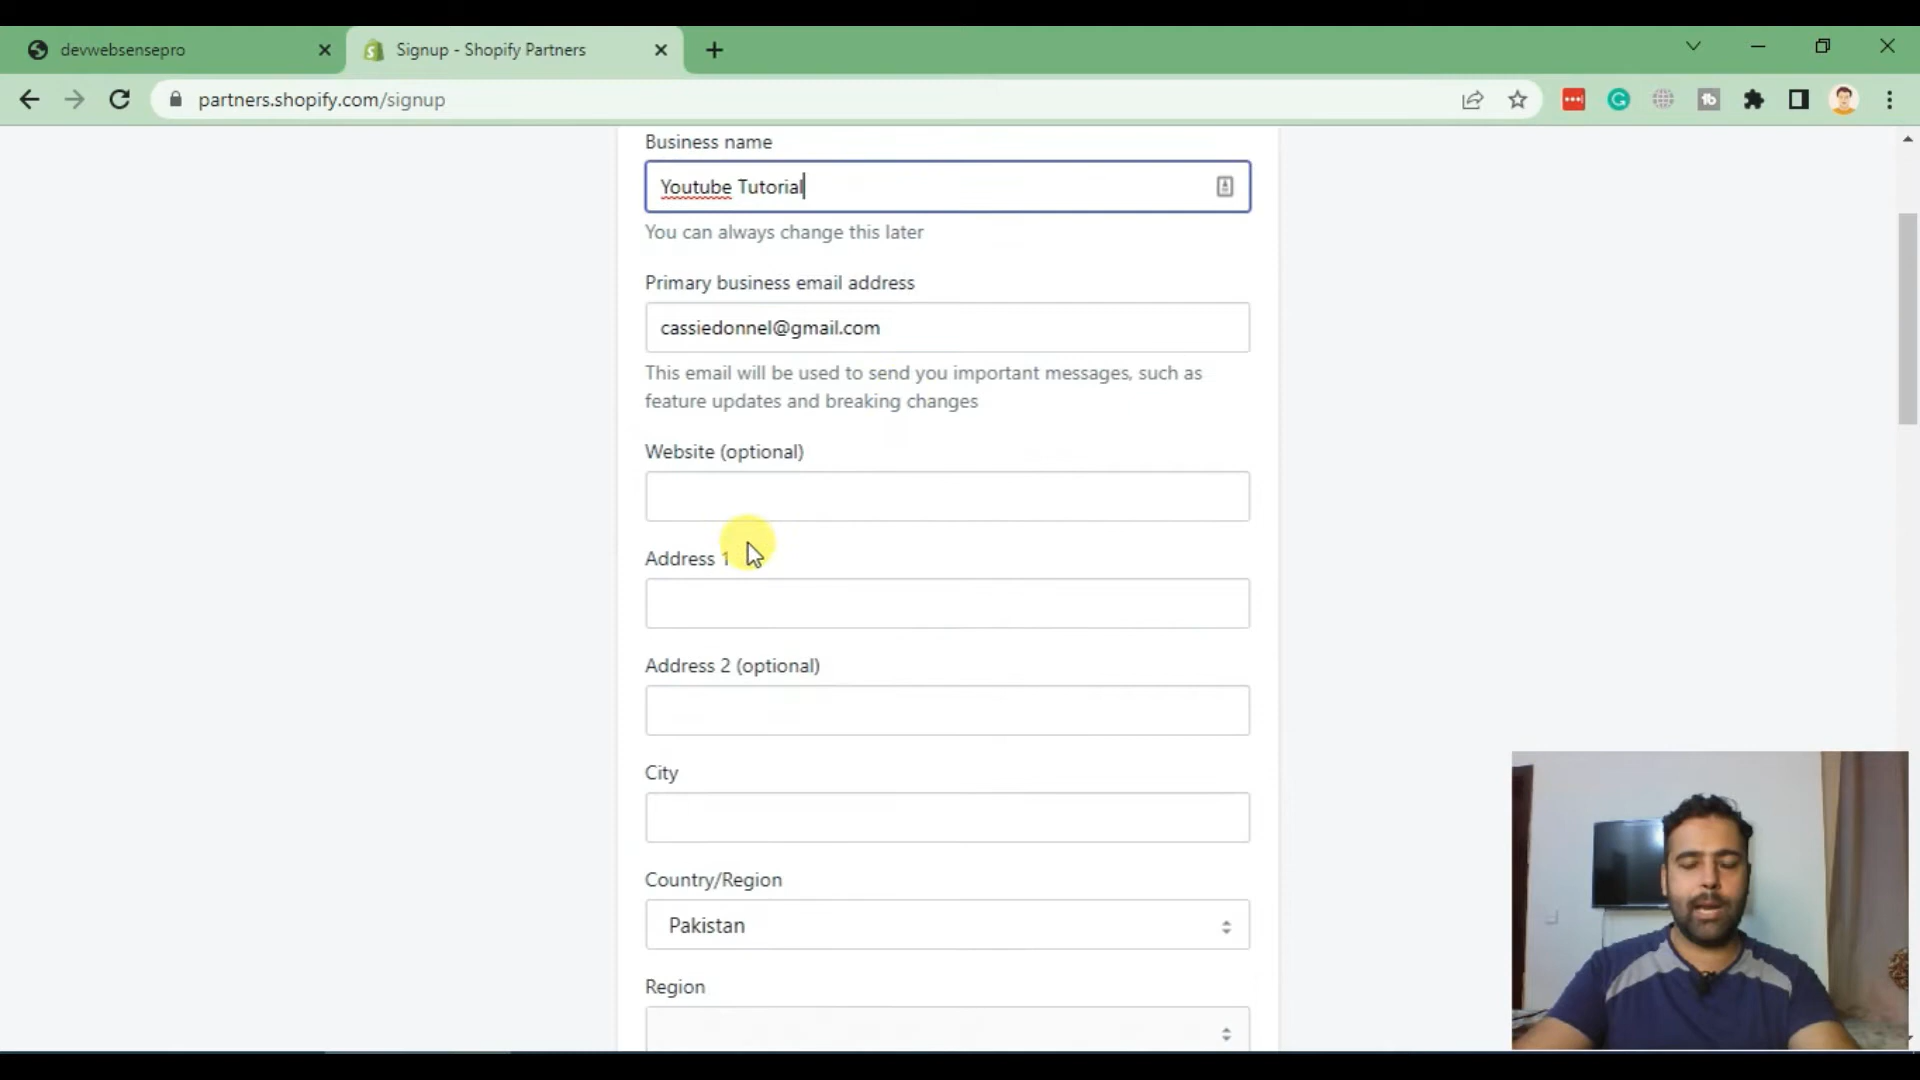 devwebsensepro
Signup - Shopify Partners
partners.shopify.com/signup
Business name
Youtube Tutorial
You can always change this later
Primary business email address
cassiedonnel@gmail.com
This email will be used to send you important messages, such as
feature updates and breaking changes
Website (optional)
Address 1
Address 2 (optional)
City
Country/Region
Pakistan
Region